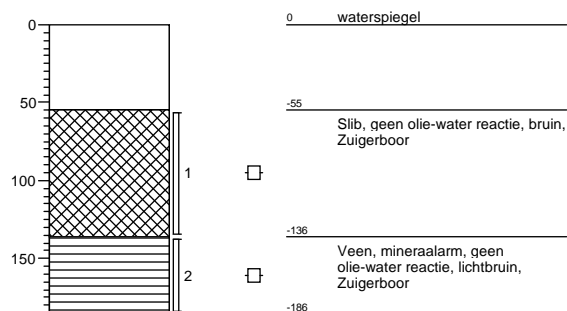 0
50
100
150
1
2
0 waterspiegel
-55
Slib, geen olie-water reactie, bruin,
Zuigerboor
-136
Veen, mineraalarm, geen
olie-water reactie, lichtbruin,
Zuigerboor
-186